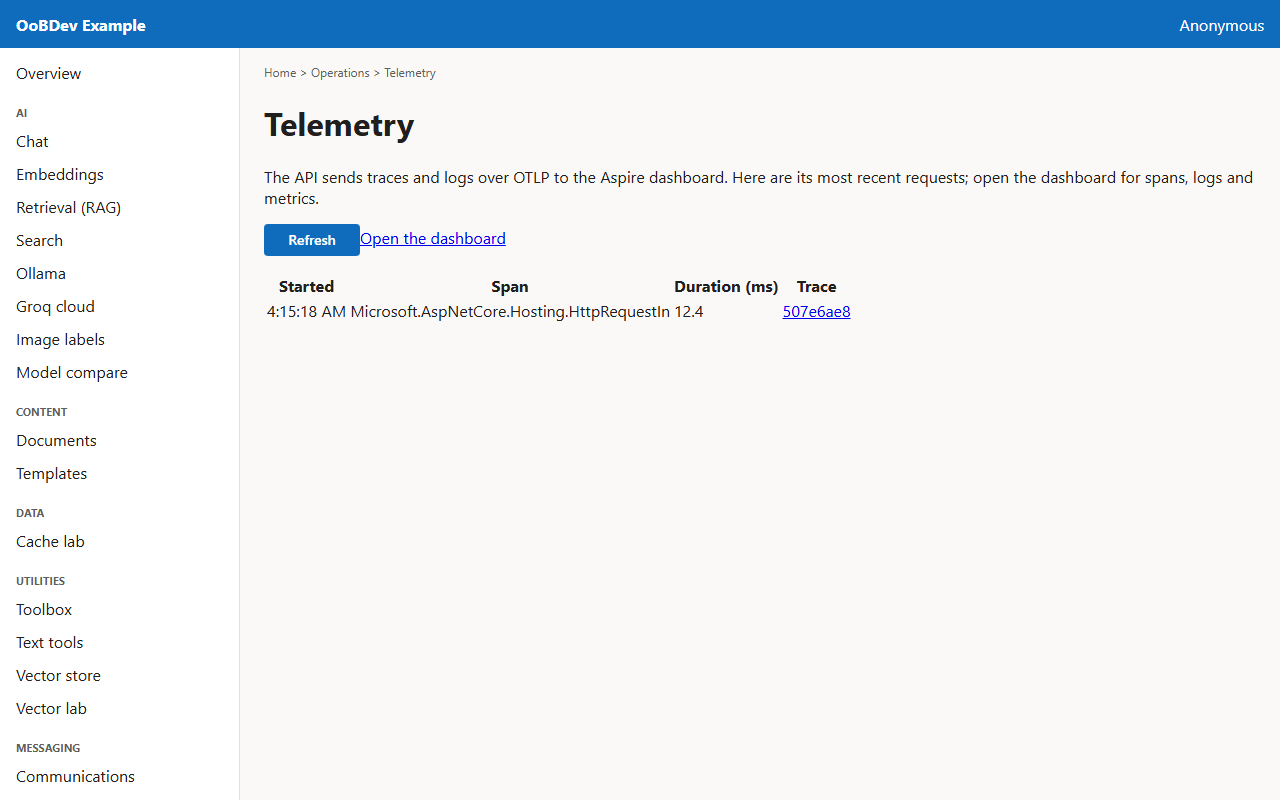 OoBDev Example
Anonymous
Overview
AI
Chat
Embeddings
Retrieval (RAG)
Search
Ollama
Groq cloud
Image labels
Model compare
CONTENT
Documents
Templates
DATA
Cache lab
UTILITIES
Toolbox
Text tools
Vector store
Vector lab
MESSAGING
Communications
Home > Operations > Telemetry
Telemetry
The API sends traces and logs over OTLP to the Aspire dashboard. Here are its most recent requests; open the dashboard for spans, logs and
metrics.
Refresh Open the dashboard
Started Span Duration (ms) Trace
4:15:18 AM Microsoft.AspNetCore.Hosting.HttpRequestIn 12.4 507e6ae8